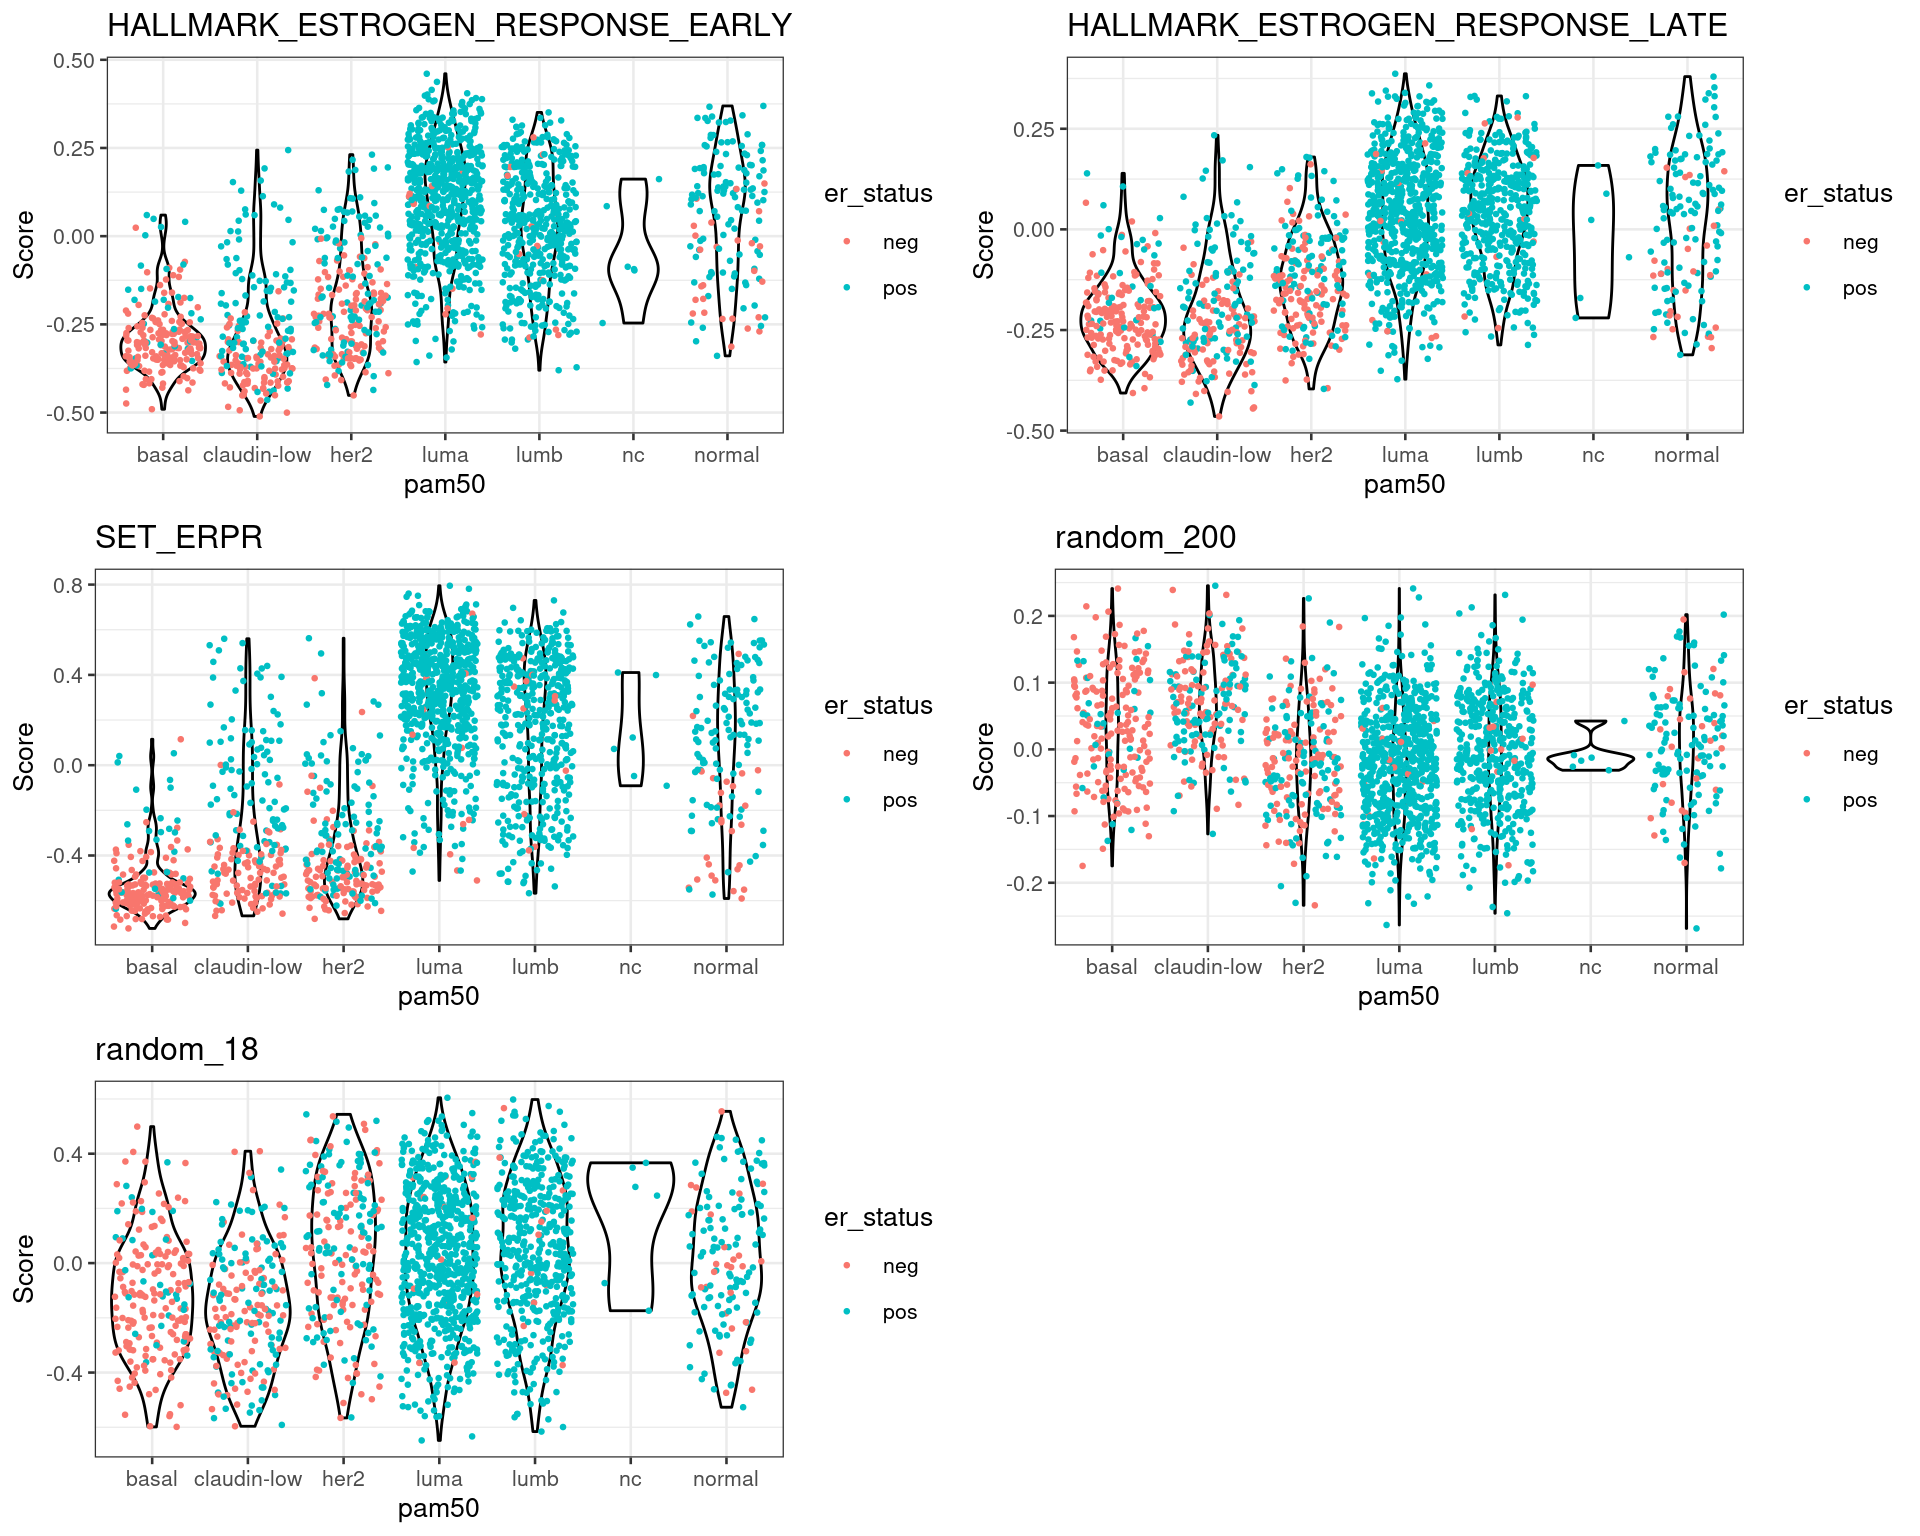 HALLMARK_ESTROGEN_RESPONSE_EARLY
0.50
0.25
0.00
-0.25
-0.50
Score
basal claudin-low her2 luma lumb nc normal
pam50
er_status
neg
pos
HALLMARK_ESTROGEN_RESPONSE_LATE
0.25
0.00
-0.25
-0.50
Score
basal claudin-low her2 luma lumb nc normal
pam50
er_status
neg
pos
SET_ERPR
0.8
0.4
0.0
-0.4
Score
basal claudin-low her2 luma lumb nc normal
pam50
er_status
neg
pos
random_200
0.2
0.1
0.0
-0.1
-0.2
Score
basal claudin-low her2 luma lumb nc normal
pam50
er_status
neg
pos
random_18
0.4
0.0
-0.4
Score
basal claudin-low her2 luma lumb nc normal
pam50
er_status
neg
pos